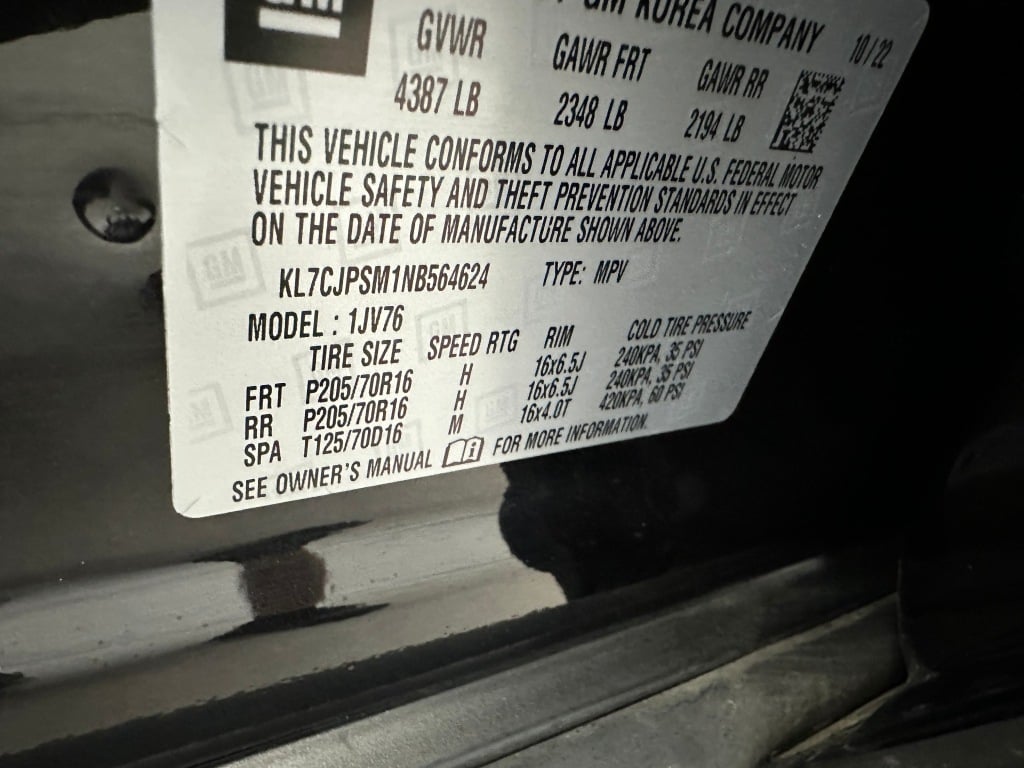 GM
GM KOREA COMPANY
10/22
GVWR GAWR FRT GAWR RR
4387 LB 2348 LB 2194 LB
THIS VEHICLE CONFORMS TO ALL APPLICABLE U.S. FEDERAL MOTOR
VEHICLE SAFETY AND THEFT PREVENTION STANDARDS IN EFFECT
ON THE DATE OF MANUFACTURE SHOWN ABOVE.
KL7CJPSM1NB564624 TYPE: MPV
MODEL : 1JV76
TIRE SIZE SPEED RTG RIM COLD TIRE PRESSURE
FRT P205/70R16 H 16x6.5J 240KPA, 35 PSI
RR P205/70R16 H 16x6.5J 240KPA, 35 PSI
SPA T125/70D16 M 16x4.0T 420KPA, 60 PSI
SEE OWNER'S MANUAL FOR MORE INFORMATION.